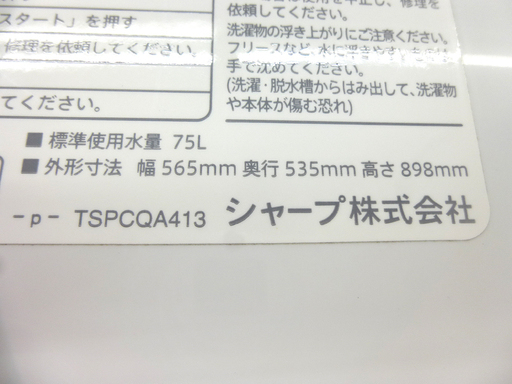 スタート」を押す
修理を依頼してください。
てください。
依頼してください。
洗濯物の浮き上がりにご注意ください。
フリースなど、水に浮きやすいものは
手で沈めてください。
(洗濯・脱水槽からはみ出して、洗濯物
や本体が傷む恐れ)
■ 標準使用水量 75L
■ 外形寸法 幅 565mm 奥行 535mm 高さ 898mm
-p- TSPCQA413 シャープ株式会社